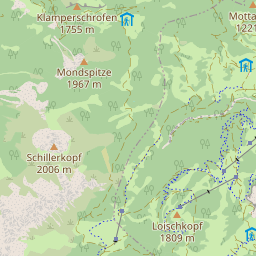 Klamperschrofen
1755 m
Motta
1221
Mondspitze
1967 m
Schillerkopf
2006 m
Loischkopf
1809 m